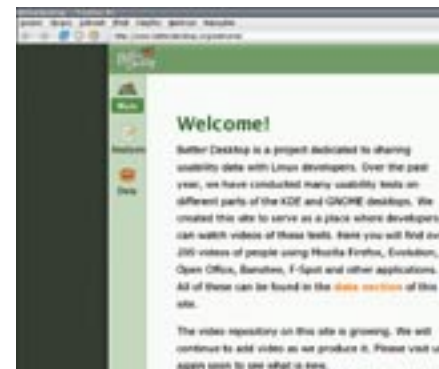 Welcome!
Better Desktop is a project dedicated to sharing
usability data with Linux developers. Over the past
year, we have conducted many usability tests on
different parts of the KDE and GNOME desktops. We
created this site to serve as a place where developers
can watch videos of those tests. Here you will find ov
200 videos of people using Mozilla Firefox, Evolution,
Open Office, Banshee, F-Spot and other applications.
All of these can be found in the data section of this
site.
The video repository on this site is growing. We will
continue to add video as we produce it. Please visit u
again soon to see what is new.
Main
Analysis
Data